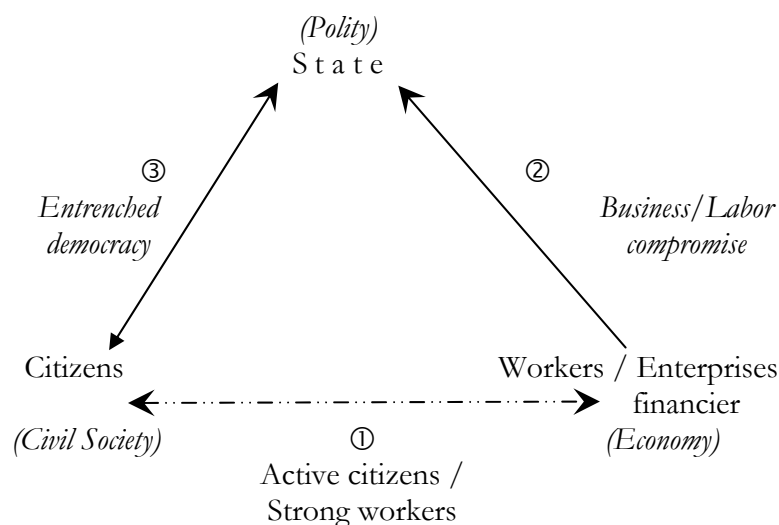 (Polity)
S t a t e
③
②
Entrenched
democracy
Business/Labor
compromise
Citizens
Workers / Enterprises
financier
(Civil Society)
(Economy)
①
Active citizens /
Strong workers